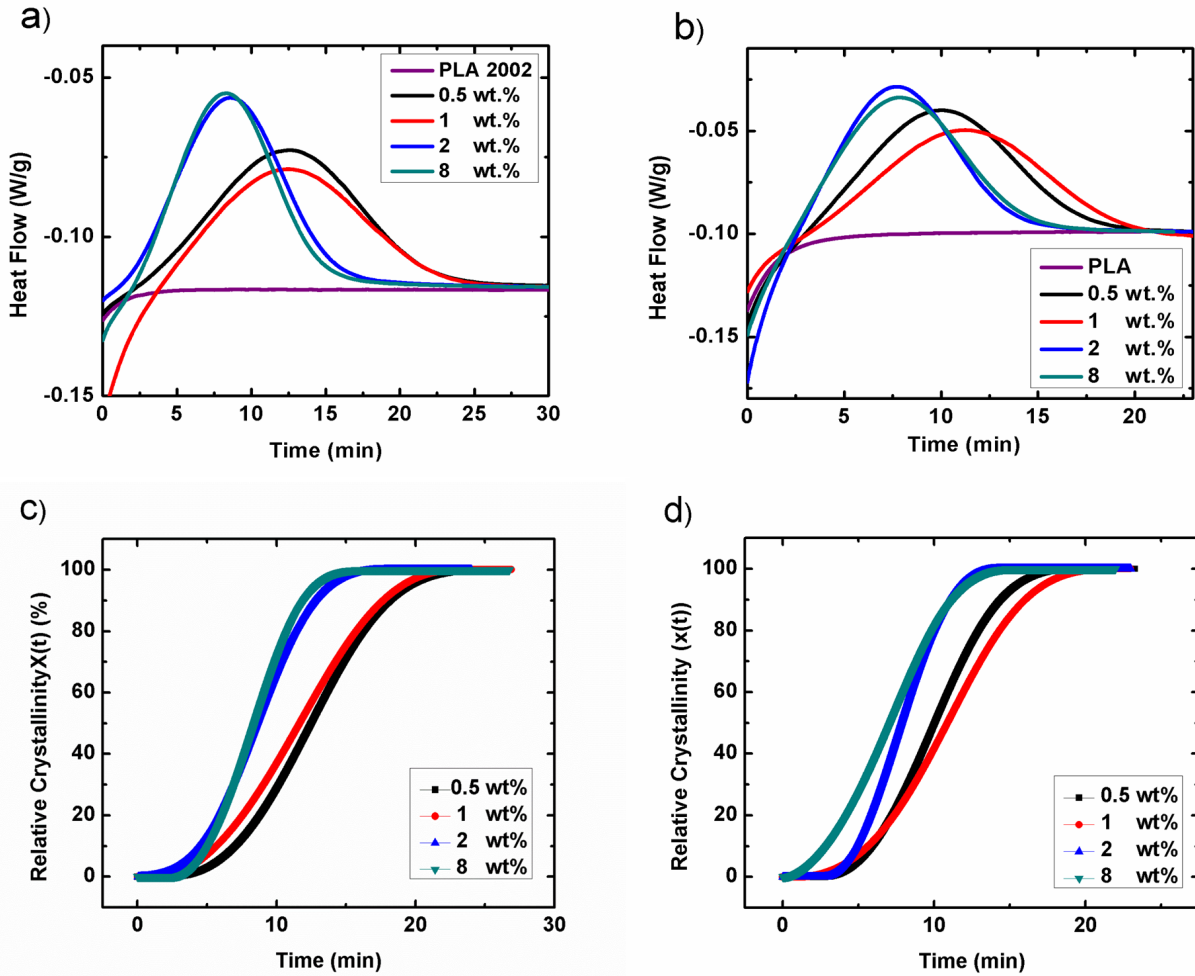 a)
-0.05
-0.10
-0.15
Heat Flow (W/g)
PLA 2002
0.5 wt.%
1 wt.%
2 wt.%
8 wt.%
0 5 10 15 20 25 30
Time (min)
b)
-0.05
-0.10
-0.15
Heat Flow (W/g)
PLA
0.5 wt.%
1 wt.%
2 wt.%
8 wt.%
0 5 10 15 20
Time (min)
c)
100
80
60
40
20
0
Relative CrystallinityX(t) (%)
0.5 wt%
1 wt%
2 wt%
8 wt%
0 10 20 30
Time (min)
d)
100
80
60
40
20
0
Relative Crystallinity (x(t))
0.5 wt%
1 wt%
2 wt%
8 wt%
0 10 20
Time (min)